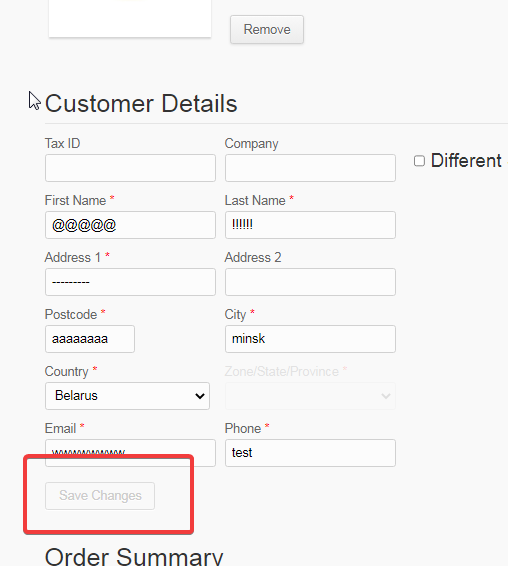 Remove
Customer Details
Tax ID Company
Different
First Name * Last Name *
@@@@@ !!!!!!
Address 1 * Address 2
---------
Postcode * City *
aaaaaaaa minsk
Country * Zone/State/Province *
Belarus
Email * Phone *
wwwwwwww test
Save Changes
Order Summary